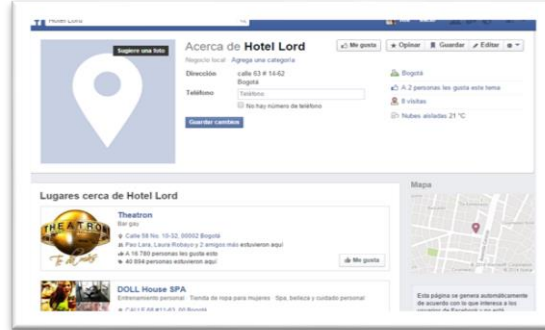 Hotel Lord
Sugiere una foto
Acerca de Hotel Lord
Me gusta
Opinar
Guardar
Editar
Negocio local Agrega una categoría
Dirección
calle 63 # 14-62
Bogotá
Teléfono
Teléfono
No hay número de teléfono
Guardar cambios
Bogotá
A 2 personas les gusta este tema
8 visitas
Nubes aisladas 21 °C
Lugares cerca de Hotel Lord
THEATRON
Theatron
Bar gay
Calle 58 No. 10-32, 00002 Bogotá
Pao Lara, Laura Robayo y 2 amigos más estuvieron aquí
A 16 780 personas les gusta esto
40 894 personas estuvieron aquí
Me gusta
DOLL House SPA
Entrenamiento personal · Tienda de ropa para mujeres · Spa, belleza y cuidado personal
Mapa
Esta página se genera automáticamente
de acuerdo con lo que interesa a los